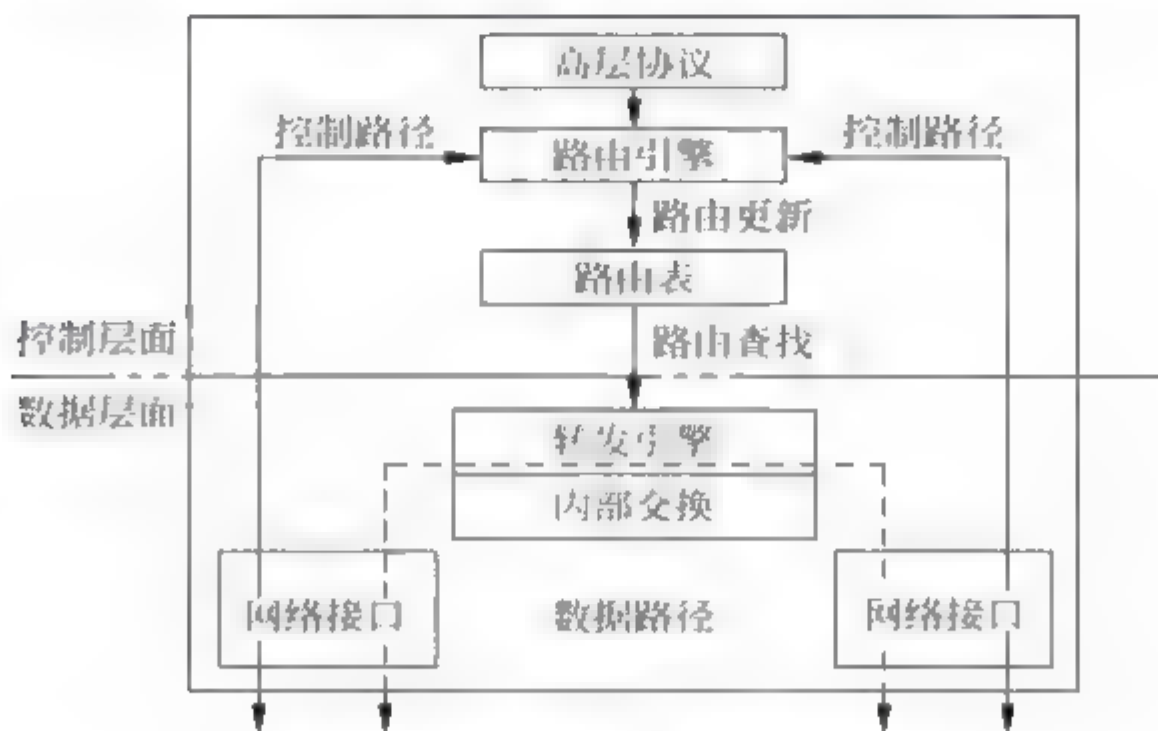 高层协议
控制路径
控制路径
路由引擎
路由更新
路由表
控制层面
路由查找
数据层面
转发引擎
内部交换
网络接口
数据路径
网络接口